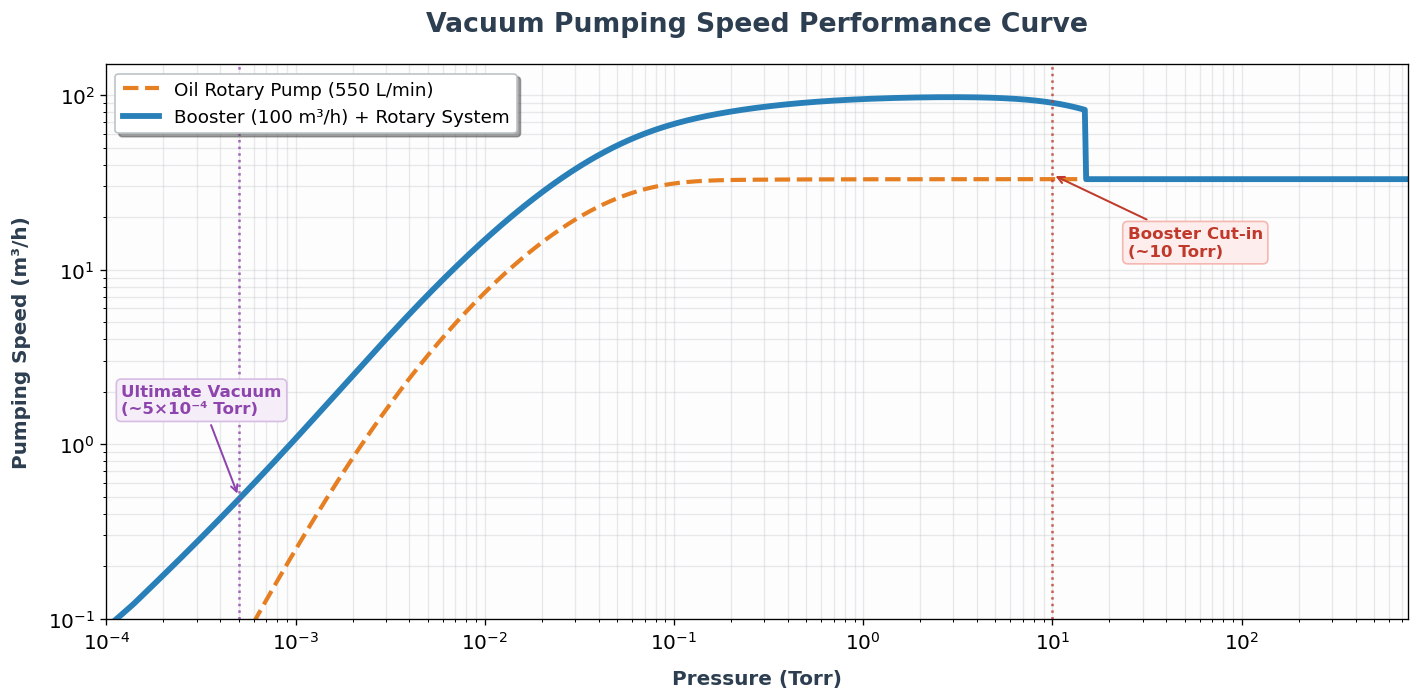 Vacuum Pumping Speed Performance Curve
Oil Rotary Pump (550 L/min)
Booster (100 m³/h) + Rotary System
Pumping Speed (m³/h)
10²
10¹
10⁰
10⁻¹
Booster Cut-in
(~10 Torr)
Ultimate Vacuum
(~5×10⁻⁴ Torr)
10⁻⁴
10⁻³
10⁻²
10⁻¹
10⁰
10¹
10²
Pressure (Torr)